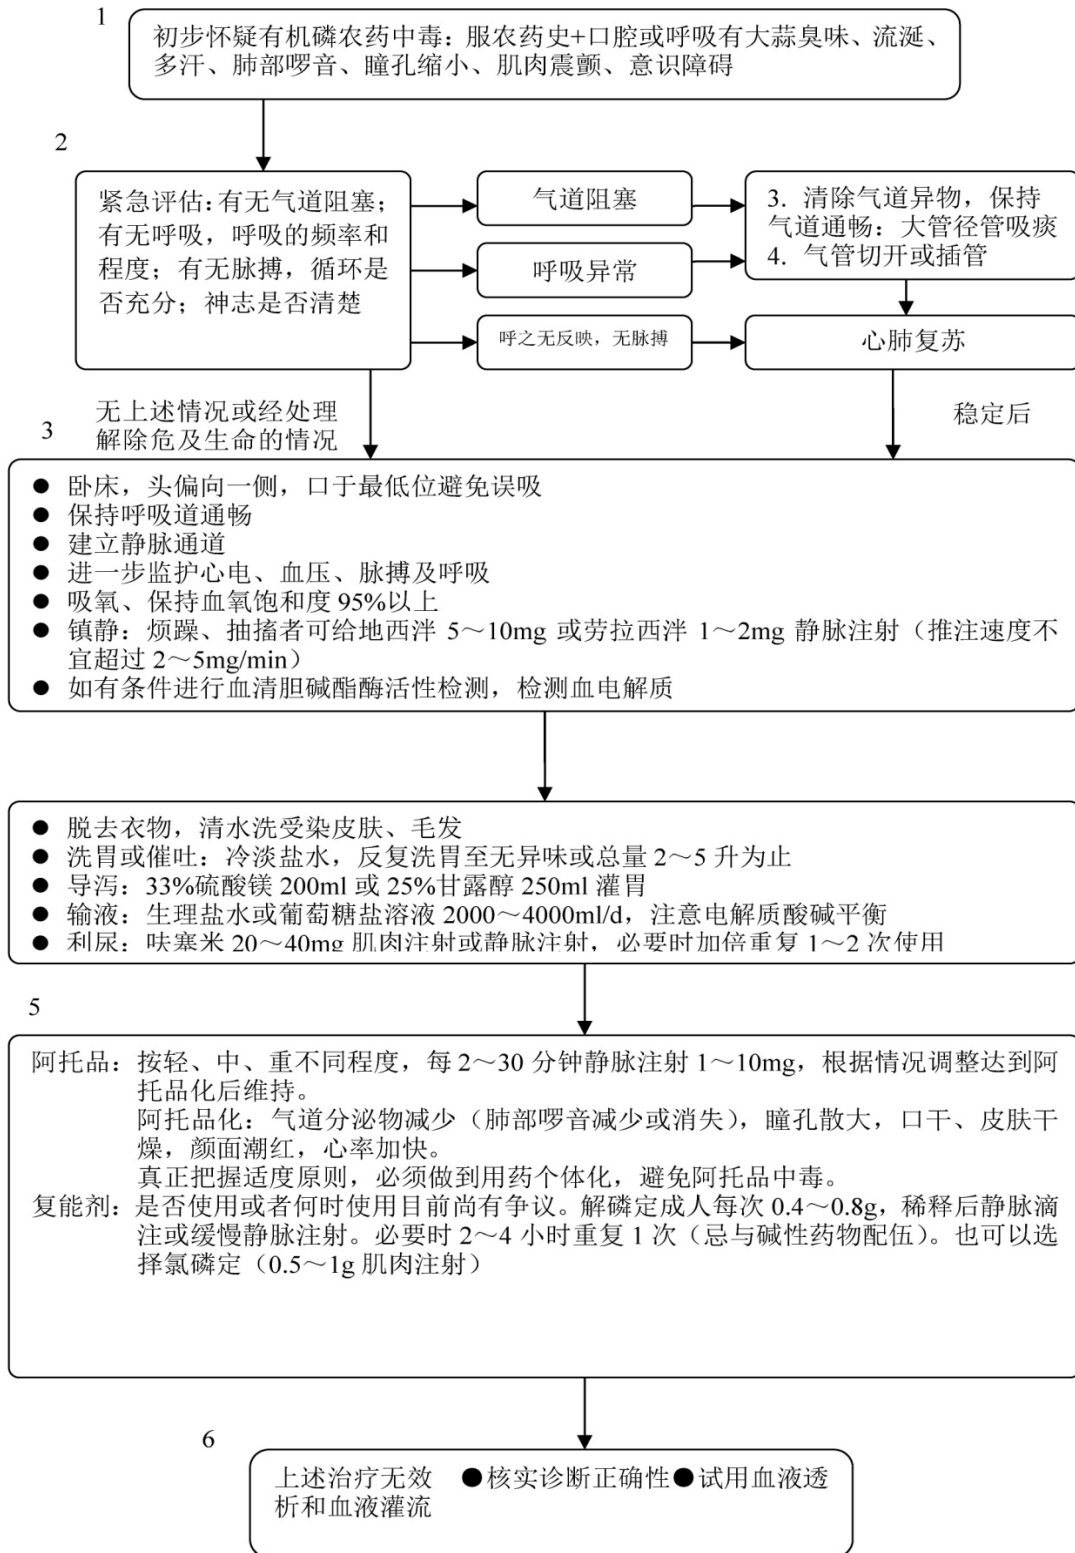 1
初步怀疑有机磷农药中毒：服农药史+口腔或呼吸有大蒜臭味、流涎、
多汗、肺部啰音、瞳孔缩小、肌肉震颤、意识障碍
2
紧急评估：有无气道阻塞；
有无呼吸，呼吸的频率和
程度；有无脉搏，循环是
否充分；神志是否清楚
气道阻塞
呼吸异常
呼之无反映，无脉搏
3. 清除气道异物，保持
气道通畅：大管径管吸痰
4. 气管切开或插管
心肺复苏
无上述情况或经处理
解除危及生命的情况
稳定后
3
● 卧床，头偏向一侧，口于最低位避免误吸
● 保持呼吸道通畅
● 建立静脉通道
● 进一步监护心电、血压、脉搏及呼吸
● 吸氧、保持血氧饱和度 95%以上
● 镇静：烦躁、抽搐者可给地西泮 5～10mg 或劳拉西泮 1～2mg 静脉注射（推注速度不
宜超过 2～5mg/min）
● 如有条件进行血清胆碱酯酶活性检测，检测血电解质
● 脱去衣物，清水洗受染皮肤、毛发
● 洗胃或催吐：冷淡盐水，反复洗胃至无异味或总量 2～5 升为止
● 导泻：33%硫酸镁 200ml 或 25%甘露醇 250ml 灌胃
● 输液：生理盐水或葡萄糖盐溶液 2000～4000ml/d，注意电解质酸碱平衡
● 利尿：呋塞米 20～40mg 肌肉注射或静脉注射，必要时加倍重复 1～2 次使用
5
阿托品：按轻、中、重不同程度，每 2～30 分钟静脉注射 1～10mg，根据情况调整达到阿
托品化后维持。
阿托品化：气道分泌物减少（肺部啰音减少或消失），瞳孔散大，口干、皮肤干
燥，颜面潮红，心率加快。
真正把握适度原则，必须做到用药个体化，避免阿托品中毒。
复能剂：是否使用或者何时使用目前尚有争议。解磷定成人每次 0.4～0.8g，稀释后静脉滴
注或缓慢静脉注射。必要时 2～4 小时重复 1 次（忌与碱性药物配伍）。也可以选
择氯磷定（0.5～1g 肌肉注射）
6
上述治疗无效 ●核实诊断正确性●试用血液透
析和血液灌流